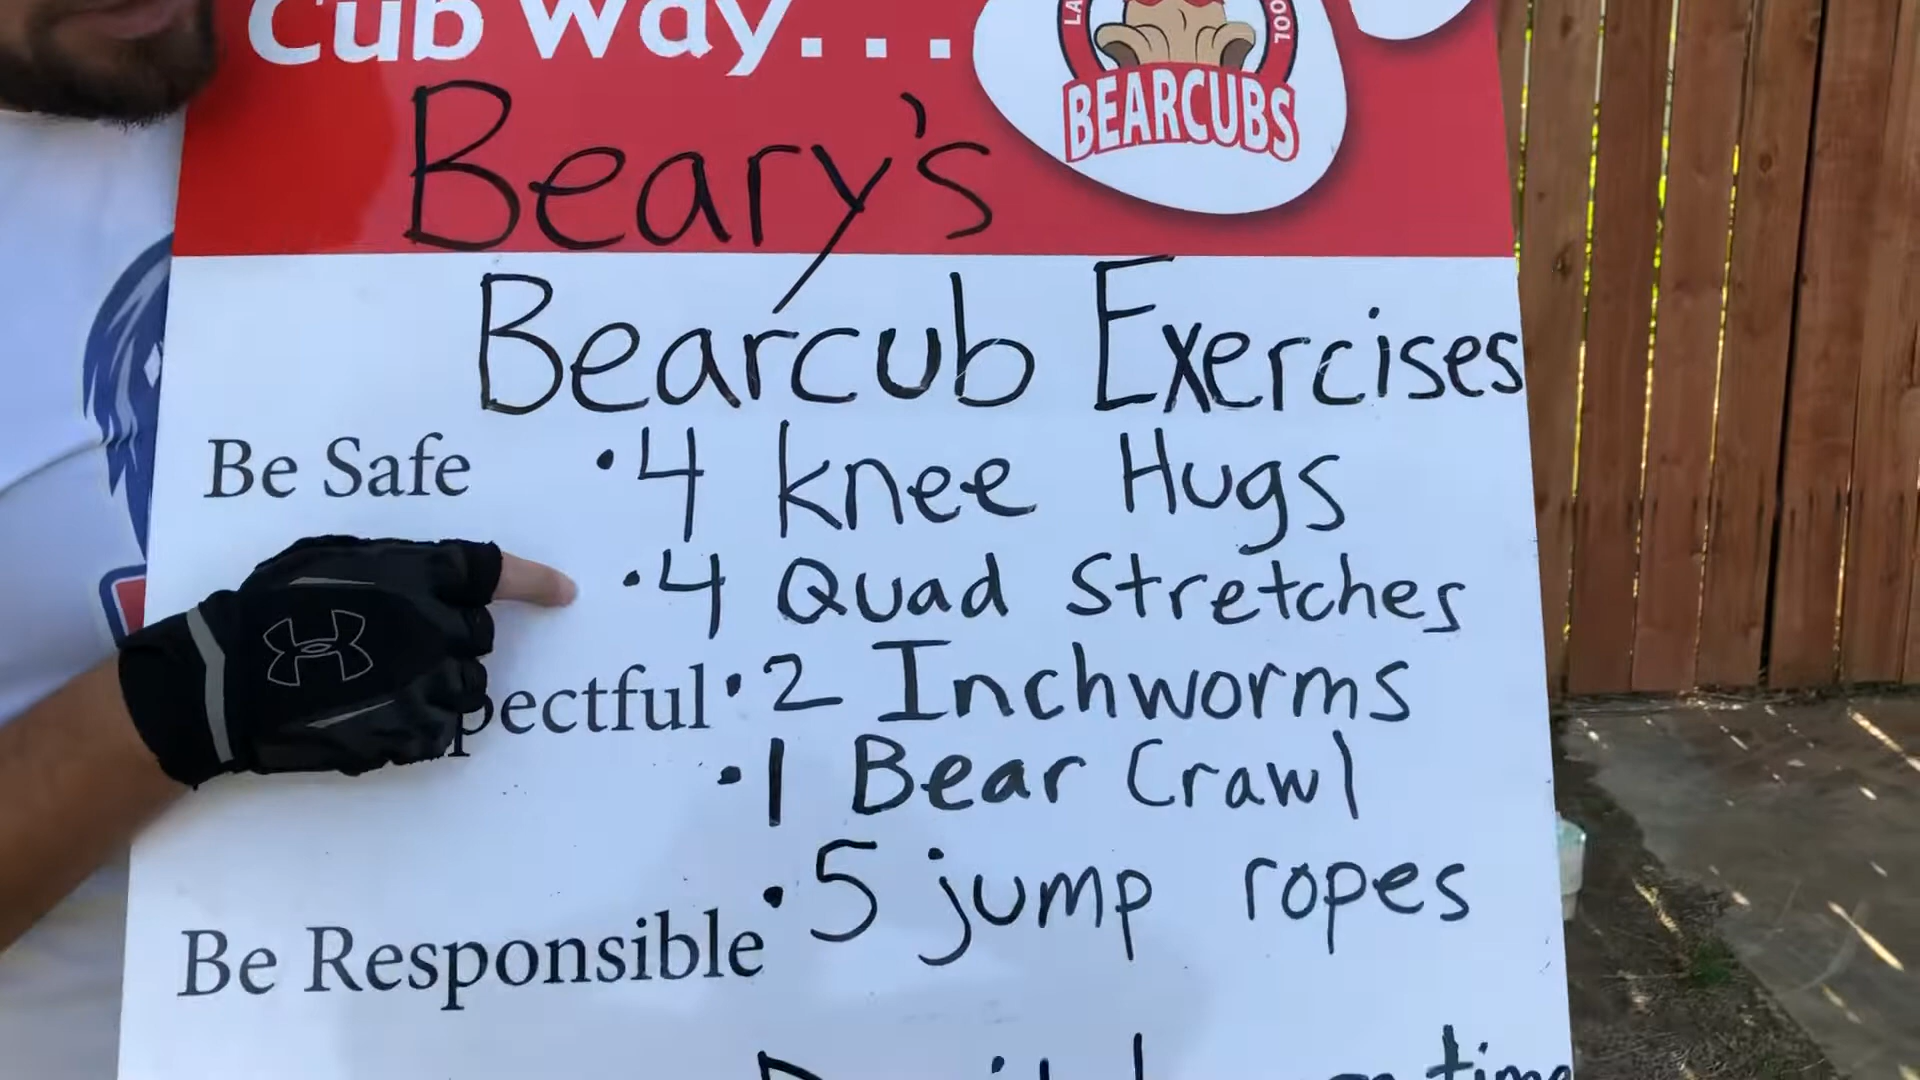 Cub Way...
BEARCUBS
Beary's
Bearcub Exercises
Be Safe
• 4 knee Hugs
• 4 Quad Stretches
pectful
• 2 Inchworms
• 1 Bear Crawl
• 5 jump ropes
Be Responsible
time